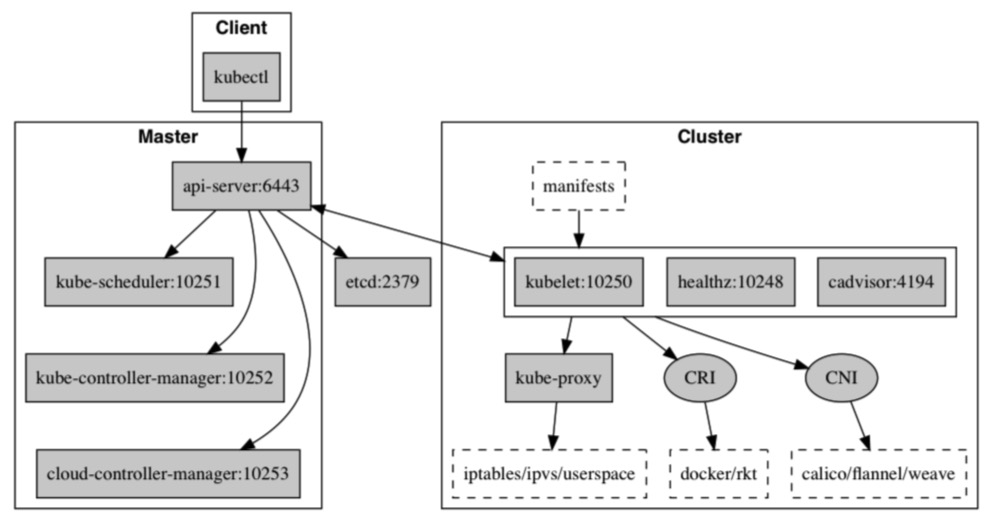 Client
kubectl
Master
api-server:6443
kube-scheduler:10251
etcd:2379
kube-controller-manager:10252
cloud-controller-manager:10253
Cluster
manifests
kubelet:10250
healthz:10248
cadvisor:4194
kube-proxy
CRI
CNI
iptables/ipvs/userspace
docker/rkt
calico/flannel/weave